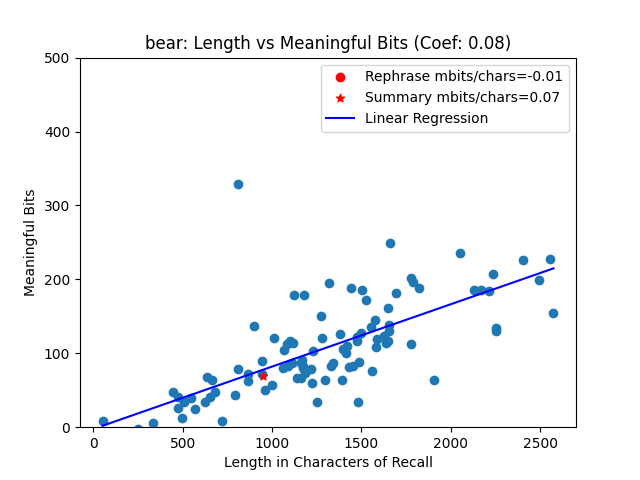 bear: Length vs Meaningful Bits (Coef: 0.08)
Rephrase mbits/chars=-0.01
Summary mbits/chars=0.07
Linear Regression
500
400
300
200
100
0
Meaningful Bits
0 500 1000 1500 2000 2500
Length in Characters of Recall